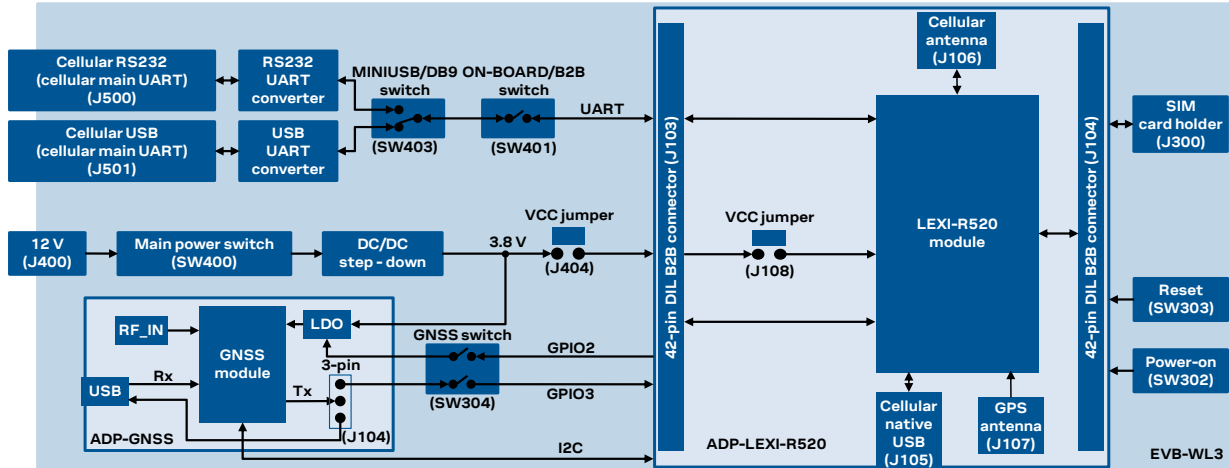 Cellular RS232
(cellular main UART)
(J500)
RS232
UART
converter
MINIUSB/DB9
switch
ON-BOARD/B2B
switch
(SW403)
(SW401)
UART
Cellular USB
(cellular main UART)
(J501)
USB
UART
converter
12 V
(J400)
Main power switch
(SW400)
DC/DC
step - down
3.8 V
VCC jumper
(J404)
RF_IN
GNSS
module
LDO
USB
Rx
Tx
3-pin
(J104)
ADP-GNSS
GNSS switch
(SW304)
GPIO2
GPIO3
I2C
42-pin DIL B2B connector (J103)
VCC jumper
(J108)
Cellular
antenna
(J106)
LEXI-R520
module
Cellular
native
USB
(J105)
GPS
antenna
(J107)
ADP-LEXI-R520
42-pin DIL B2B connector (J104)
SIM
card holder
(J300)
Reset
(SW303)
Power-on
(SW302)
EVB-WL3